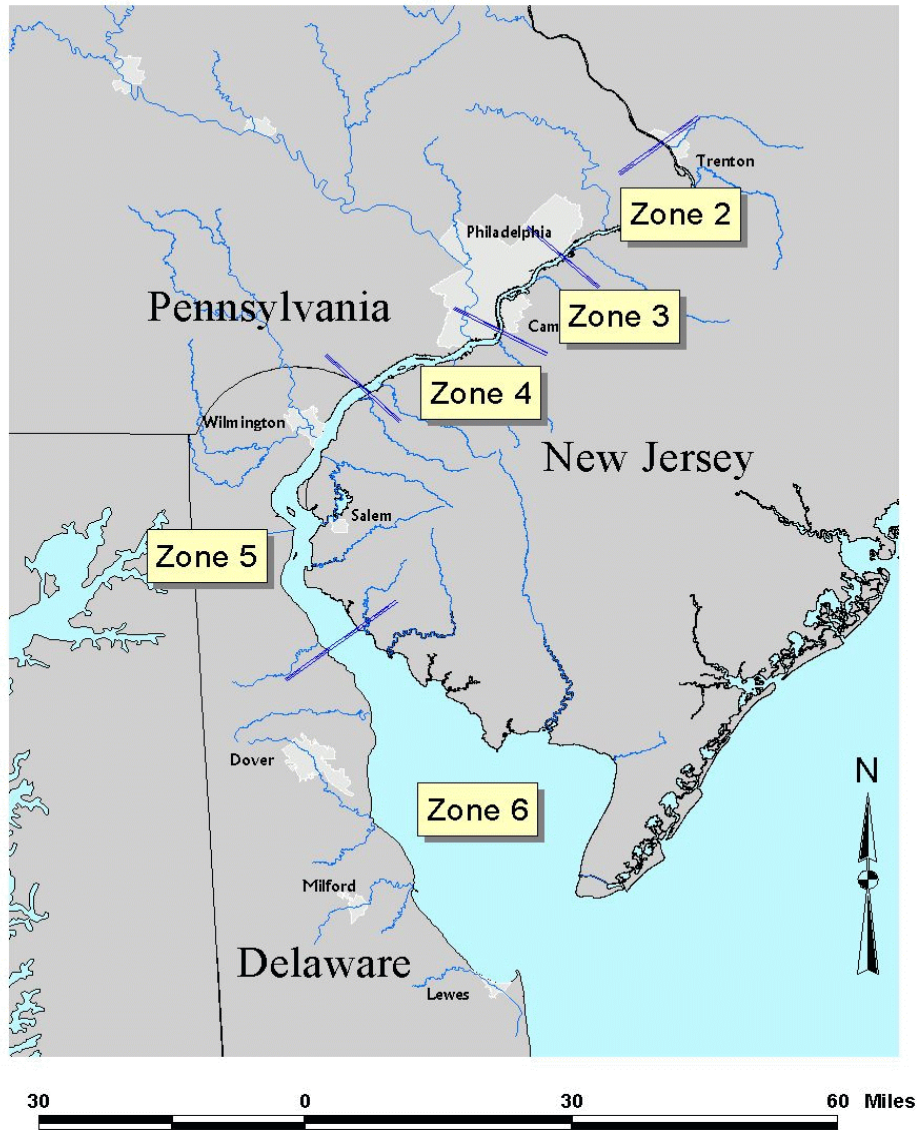 Trenton
Zone 2
Philadelphia
Pennsylvania
Cam
Zone 3
Zone 4
Wilmington
New Jersey
Salem
Zone 5
Dover
N
Zone 6
Milford
Delaware
Lewes
30 0 30 60 Miles